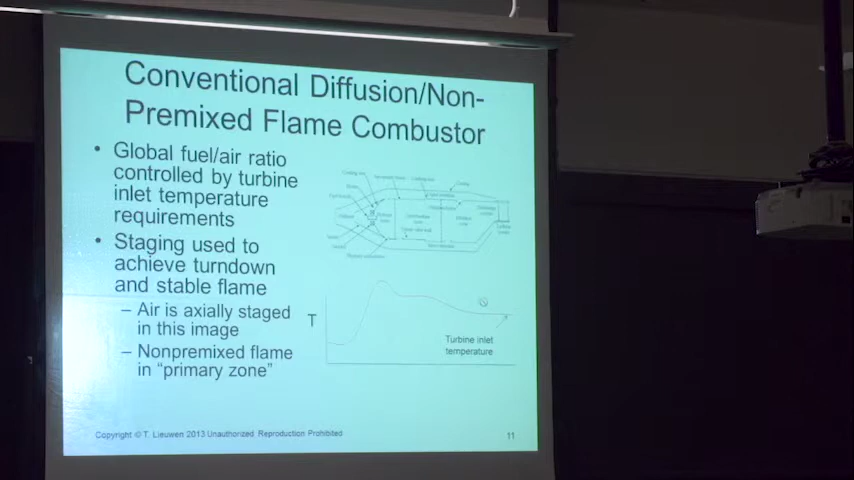 Conventional Diffusion/Non-
Premixed Flame Combustor
• Global fuel/air ratio
controlled by turbine
inlet temperature
requirements
• Staging used to
achieve turndown
and stable flame
– Air is axially staged
in this image
– Nonpremixed flame
in “primary zone”
T
Turbine inlet
temperature
Copyright © T. Lieuwen 2013 Unauthorized Reproduction Prohibited
11